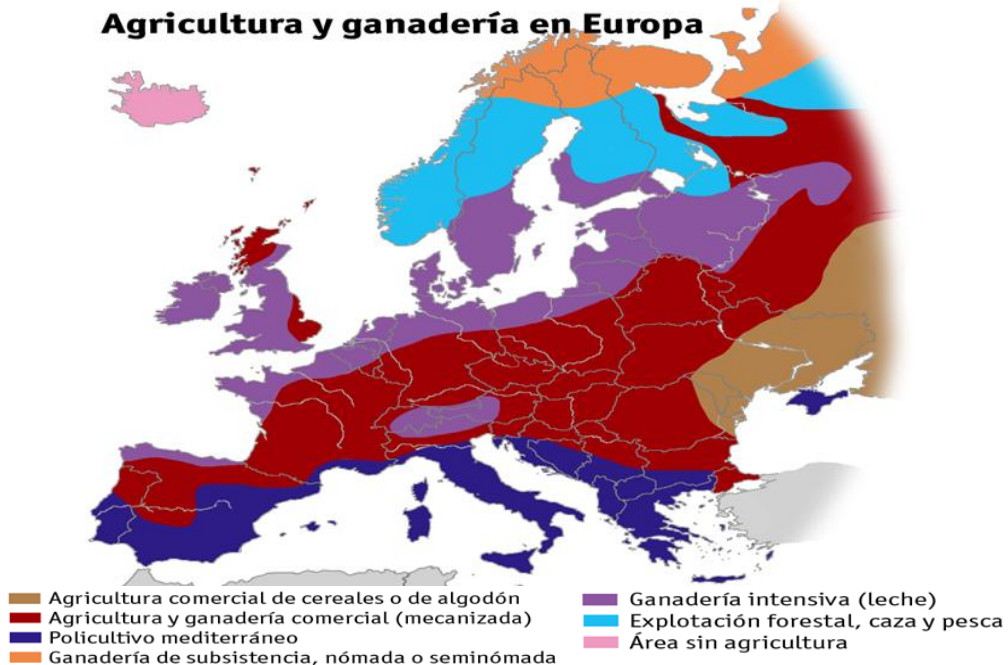 Agricultura y ganadería en Europa
Agricultura comercial de cereales o de algodón
Agricultura y ganadería comercial (mecanizada)
Policultivo mediterráneo
Ganadería de subsistencia, nómada o seminómada
Ganadería intensiva (leche)
Explotación forestal, caza y pesca
Área sin agricultura